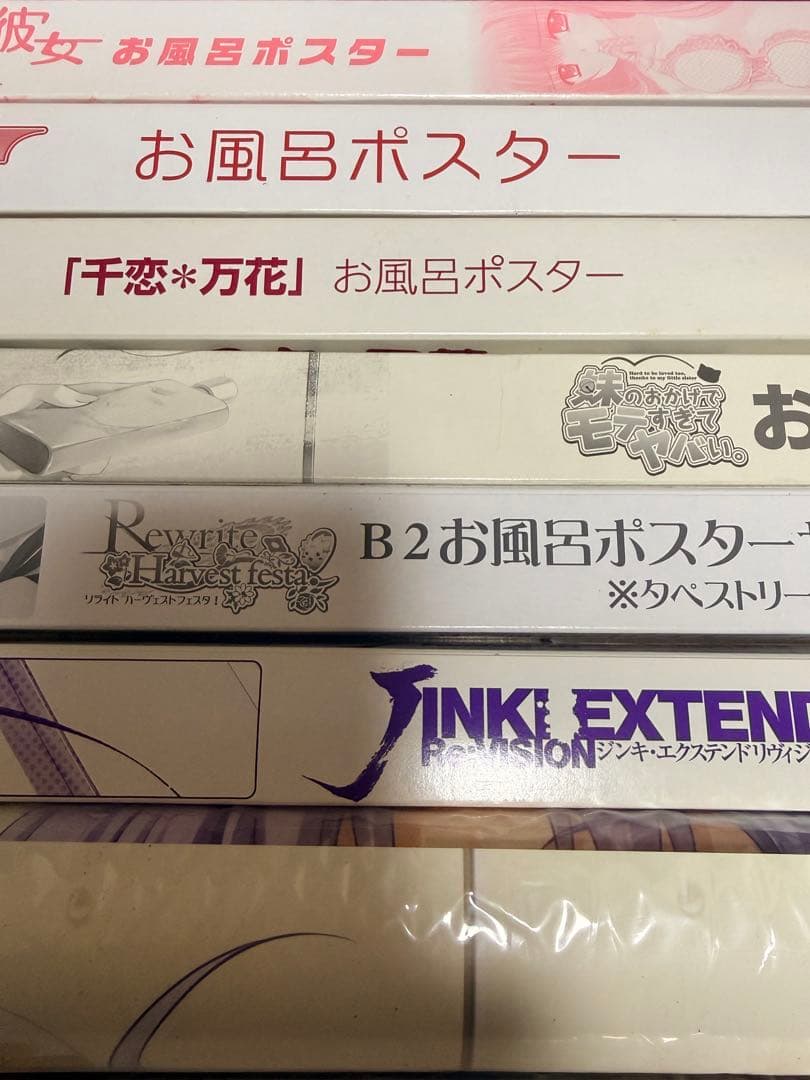 彼女 お風呂ポスター
お風呂ポスター
「千恋＊万花」 お風呂ポスター
Hard to be loved too,
thanks to my little sister
妹のおかげで
モテすぎて
ヤバい。
お
Rewrite
Harvest festa!
リライト ハーヴェストフェスタ！
B2お風呂ポスター
※タペストリー
JINKI EXTEND
Re:VISION ジンキ・エクステンドリヴィジ